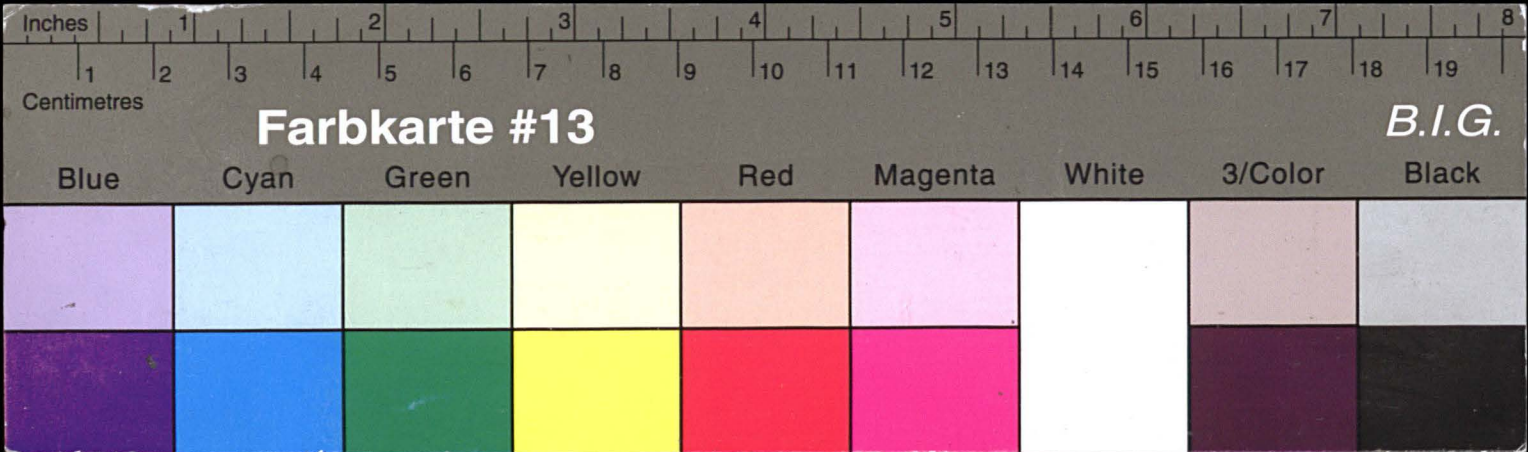 Inches 1 2 3 4 5 6 7 8
1 2 3 4 5 6 7 8 9 10 11 12 13 14 15 16 17 18 19
Centimetres
Farbkarte #13 B.I.G.
Blue Cyan Green Yellow Red Magenta White 3/Color Black